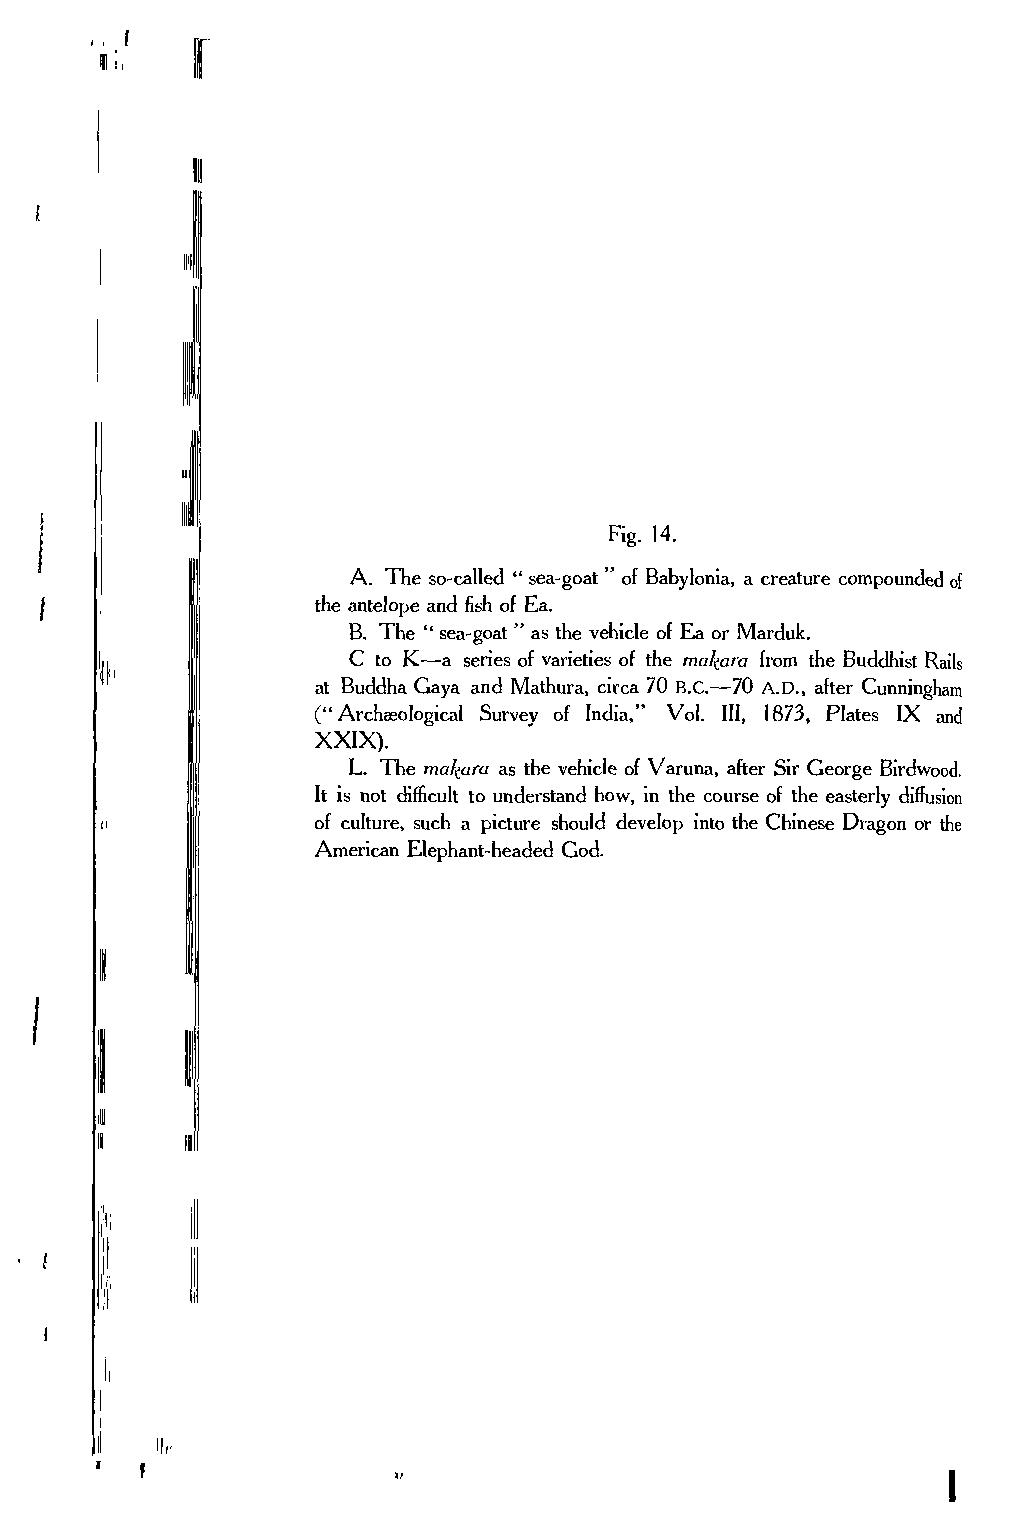 Fig. 14.
A. The so-called “ sea-goat ” of Babylonia, a creature compounded of
the antelope and fish of Ea.
B. The “ sea-goat ” as the vehicle of Ea or Marduk.
C to K—a series of varieties of the makara from the Buddhist Rails
at Buddha Gaya and Mathura, circa 70 B.C.—70 A.D., after Cunningham
(“ Archæological Survey of India,” Vol. III, 1873, Plates IX and
XXIX).
L. The makara as the vehicle of Varuna, after Sir George Birdwood.
It is not difficult to understand how, in the course of the easterly diffusion
of culture, such a picture should develop into the Chinese Dragon or the
American Elephant-headed God.